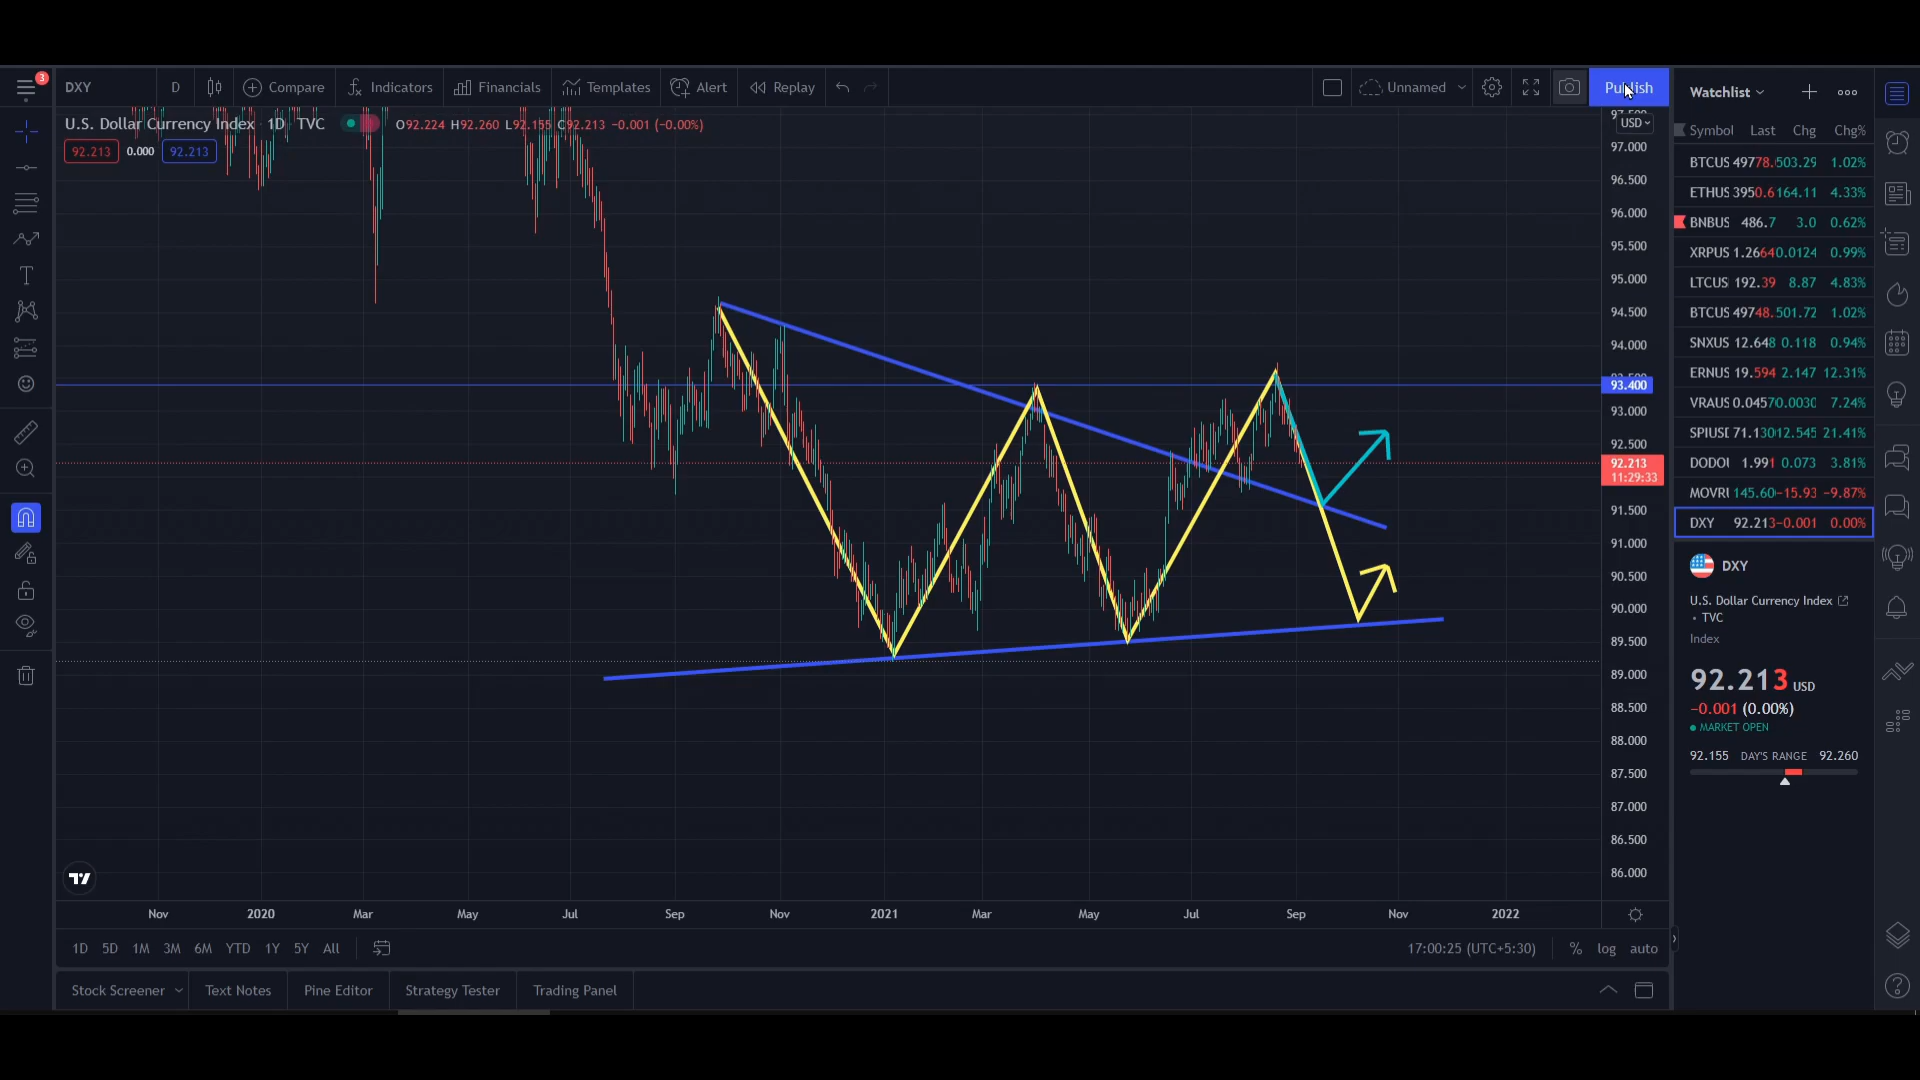 3
DXY D Compare Indicators Financials Templates Alert Replay Unnamed Publish
U.S. Dollar Currency Index 1D TVC O92.224 H92.260 L92.155 C92.213 −0.001 (−0.00%)
92.213 0.000 92.213
USD
97.000
96.500
96.000
95.500
95.000
94.500
94.000
93.400
93.000
92.500
92.213
11:29:33
91.500
91.000
90.500
90.000
89.500
89.000
88.500
88.000
87.500
87.000
86.500
86.000
Nov 2020 Mar May Jul Sep Nov 2021 Mar May Jul Sep Nov 2022
1D 5D 1M 3M 6M YTD 1Y 5Y All 17:00:25 (UTC+5:30) % log auto
Stock Screener Text Notes Pine Editor Strategy Tester Trading Panel
Watchlist
Symbol Last Chg Chg%
BTCUS 49778. 503.29 1.02%
ETHUS 3950.6 164.11 4.33%
BNBUS 486.7 3.0 0.62%
XRPUS 1.2664 0.0124 0.99%
LTCUS 192.39 8.87 4.83%
BTCUS 49748. 501.72 1.02%
SNXUS 12.648 0.118 0.94%
ERNUS 19.594 2.147 12.31%
VRAUS 0.0457 0.0030 7.24%
SPIUSD 71.130 12.545 21.41%
DODOU 1.991 0.073 3.81%
MOVRU 145.60 −15.93 −9.87%
DXY 92.213 −0.001 0.00%
DXY
U.S. Dollar Currency Index
• TVC
Index
92.213 USD
−0.001 (0.00%)
MARKET OPEN
92.155 DAY'S RANGE 92.260